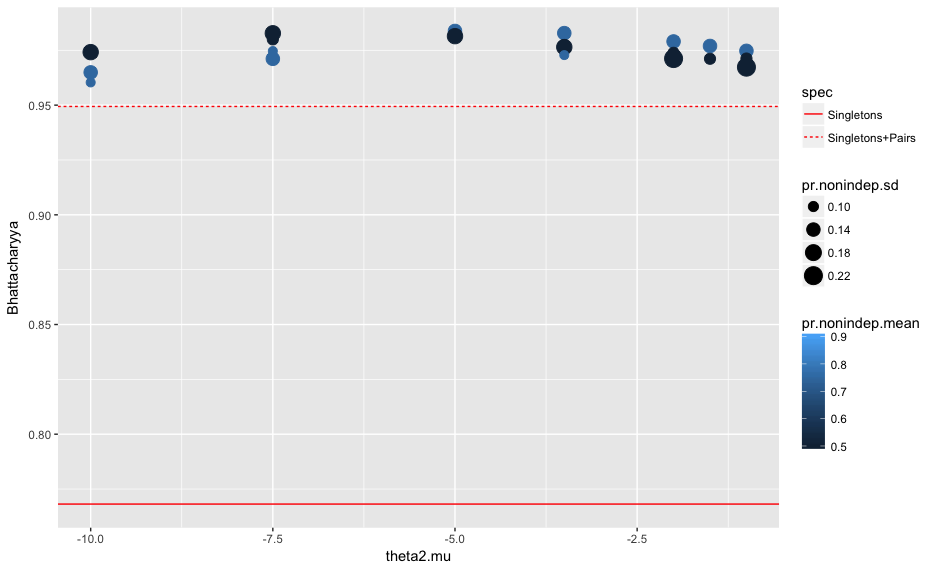 0.95
0.90
0.85
0.80
Bhattacharyya
-10.0
-7.5
-5.0
-2.5
theta2.mu
spec
Singletons
Singletons+Pairs
pr.nonindep.sd
0.10
0.14
0.18
0.22
pr.nonindep.mean
0.9
0.8
0.7
0.6
0.5